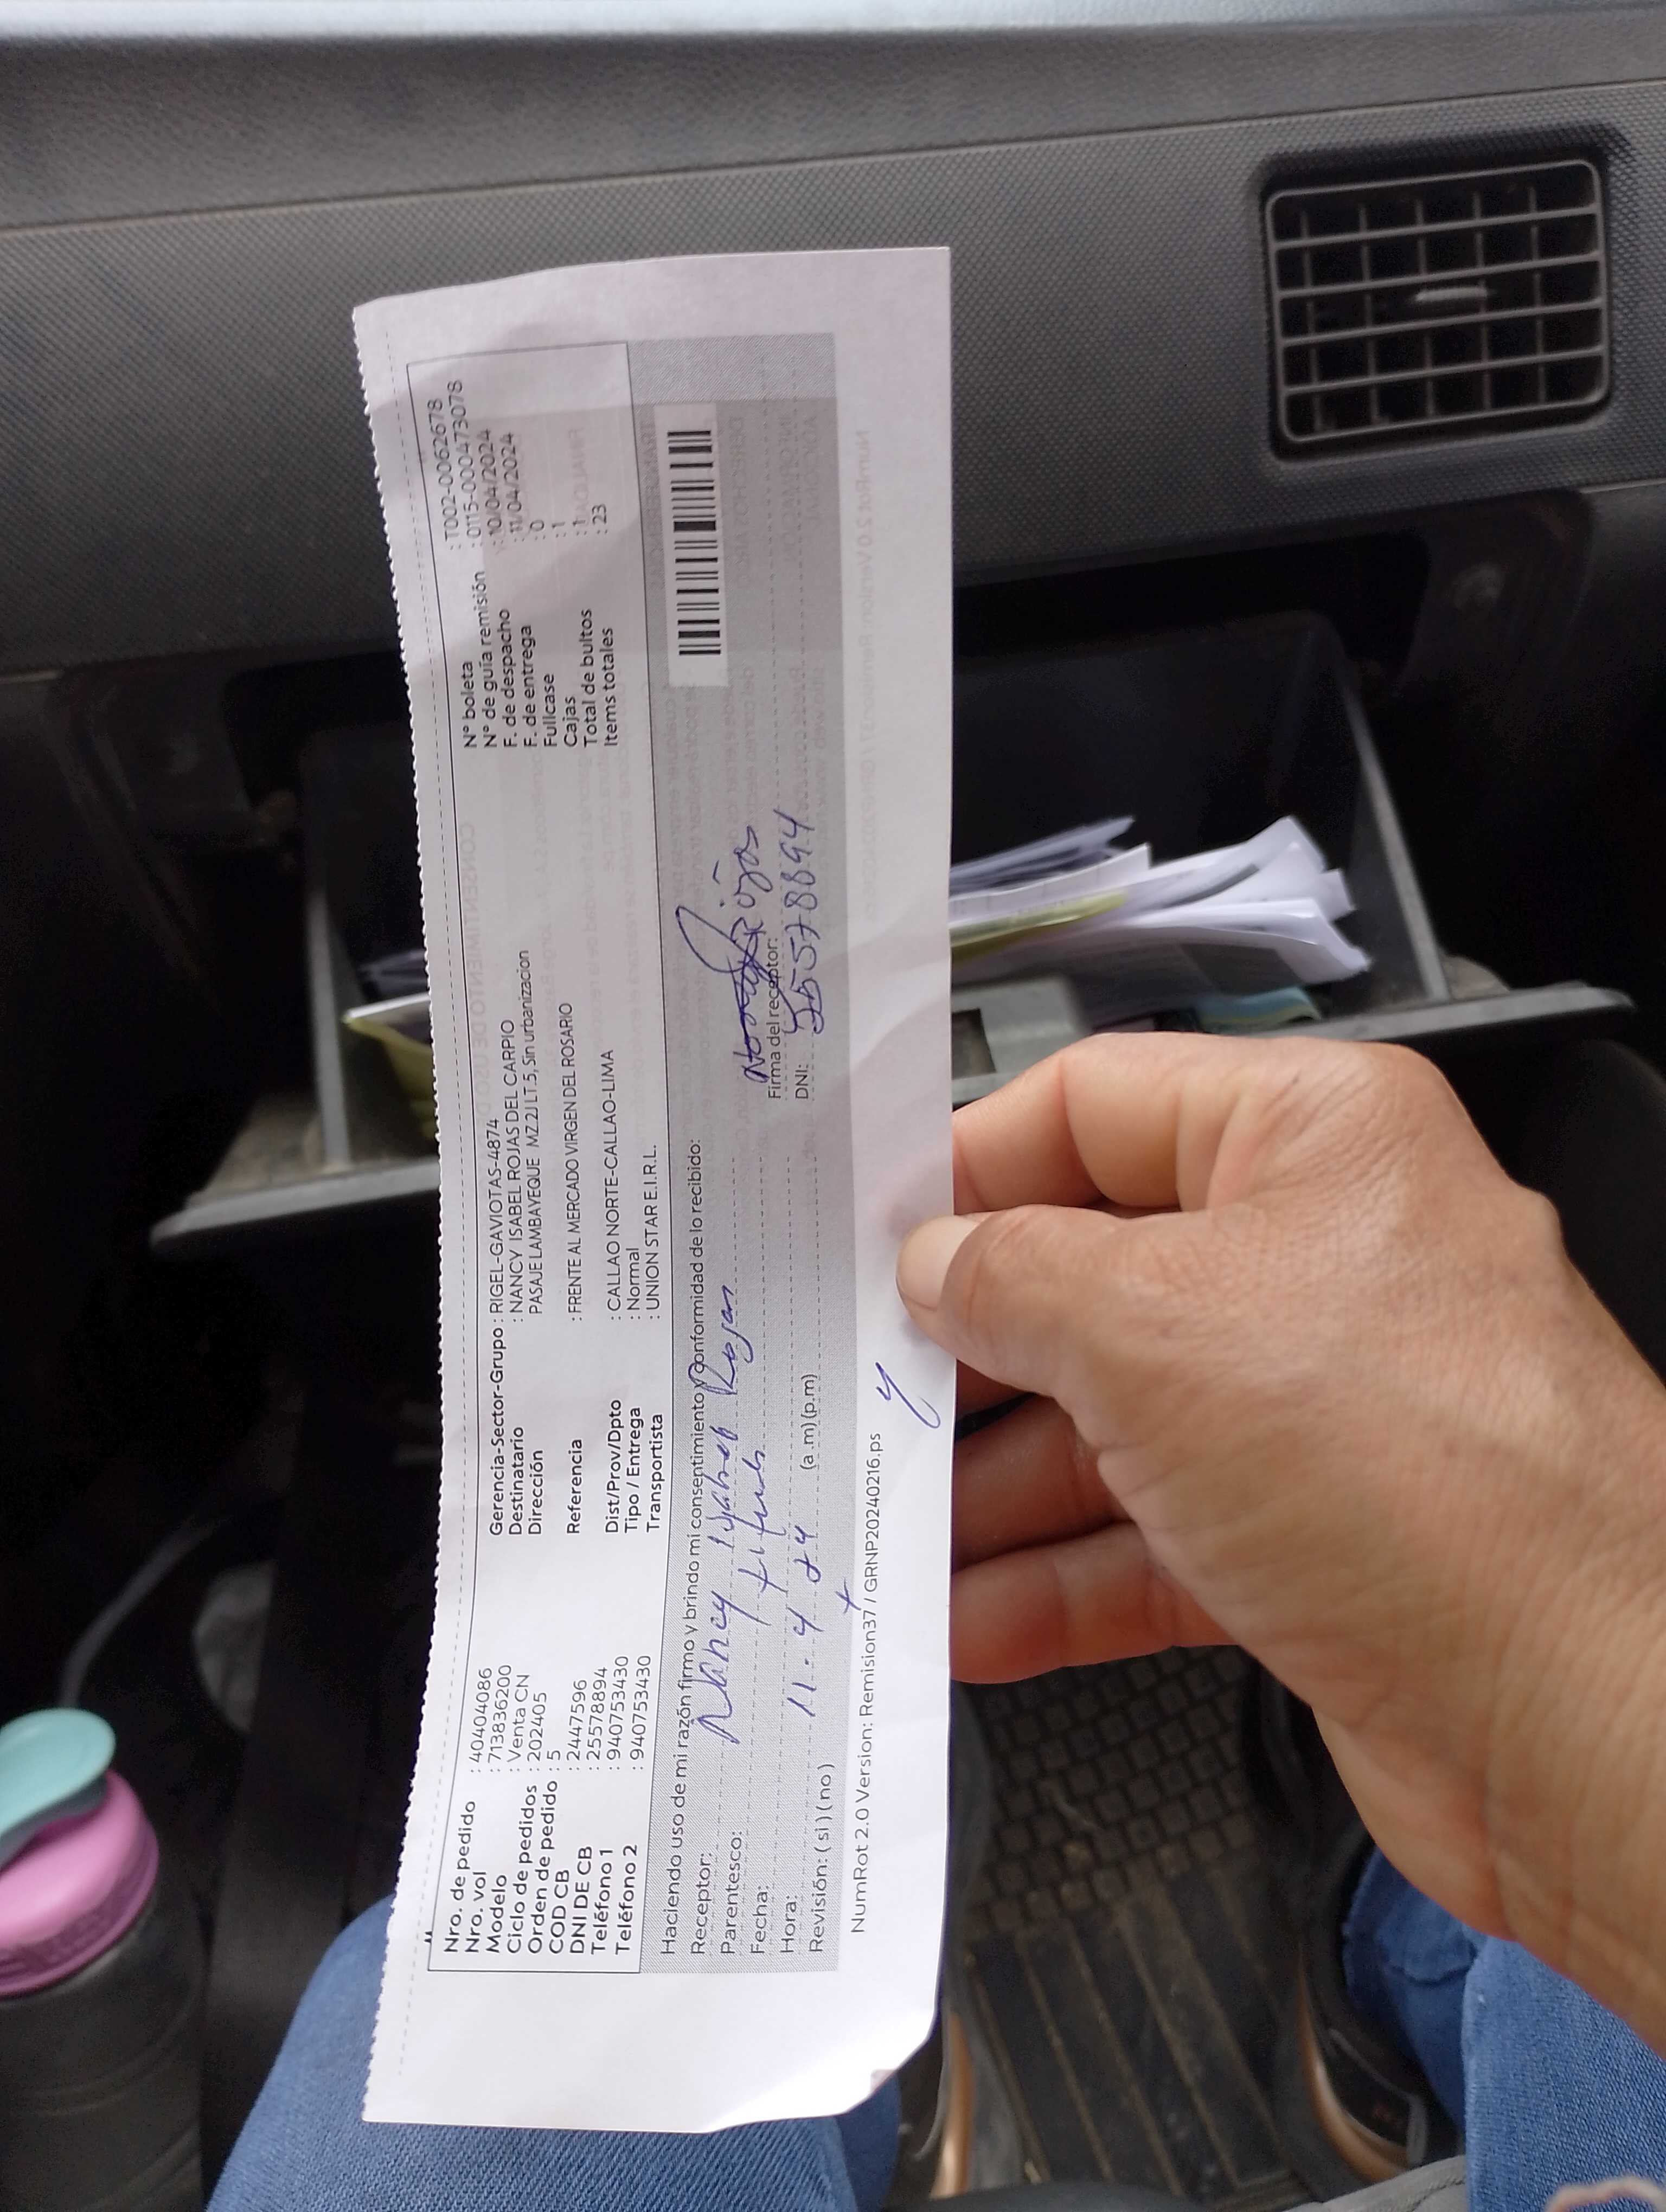 Nro. de pedido : 40404086
Nro. vol : 713836200
Modelo : Venta CN
Ciclo de pedidos : 202405
Orden de pedido : 5
COD CB : 2447596
DNI DE CB : 25578894
Teléfono 1 : 940753430
Teléfono 2 : 940753430
Gerencia-Sector-Grupo : RIGEL-GAVIOTAS-4874
Destinatario : NANCY ISABEL ROJAS DEL CARPIO
Dirección PASAJE LAMBAYEQUE MZ 2J LT.5, Sin urbanizacion
Referencia : FRENTE AL MERCADO VIRGEN DEL ROSARIO
Dist/Prov/Dpto : CALLAO NORTE-CALLAO-LIMA
Tipo / Entrega : Normal
Transportista : UNION STAR E.I.R.L.
N° boleta : T002-0062678
N° de guía remisión : 0115-000473078
F. de despacho : 10/04/2024
F. de entrega : 11/04/2024
Fullcase : 0
Cajas : 1
Total de bultos : 1
Items totales : 23
Haciendo uso de mi razón firmo y brindo mi consentimiento y conformidad de lo recibido:
Receptor: Nancy Isabel Rojas
Parentesco:
Fecha: 11. 4 24
Hora: (a.m) (p.m)
Revisión: ( si ) ( no )
Rojas
Firma del receptor:
DNI: 25578894
NumRot 2.0 Version: Remision37 / GRNP20240216.ps